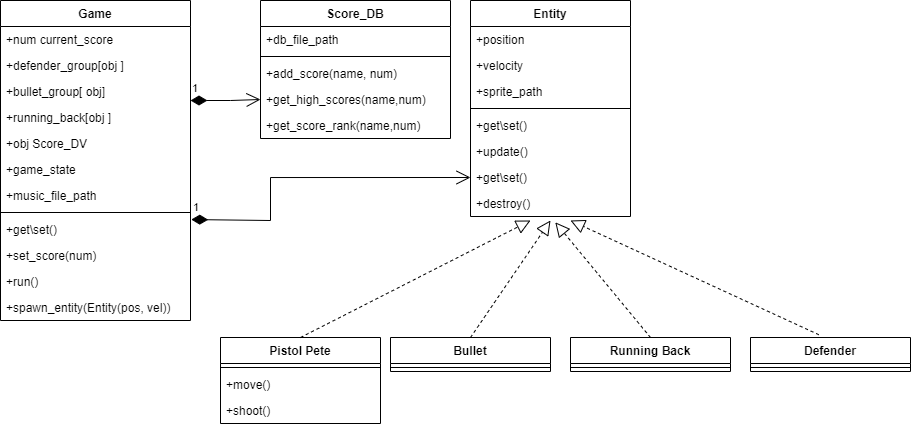 Game
+num current_score
+defender_group[obj ]
+bullet_group[ obj]
+running_back[obj ]
+obj Score_DV
+game_state
+music_file_path
+get\set()
+set_score(num)
+run()
+spawn_entity(Entity(pos, vel))
1
1
Score_DB
+db_file_path
+add_score(name, num)
+get_high_scores(name,num)
+get_score_rank(name,num)
Entity
+position
+velocity
+sprite_path
+get\set()
+update()
+get\set()
+destroy()
Pistol Pete
+move()
+shoot()
Bullet
Running Back
Defender